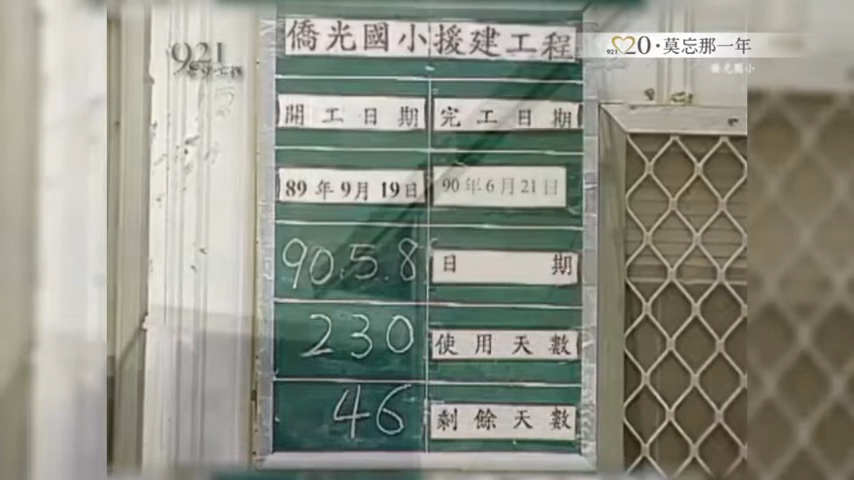 僑光國小援建工程
開工日期 完工日期
89年9月19日 90年6月21日
90.5.8 日期
230 使用天數
46 剩餘天數
921
921 20·莫忘那一年
僑光國小